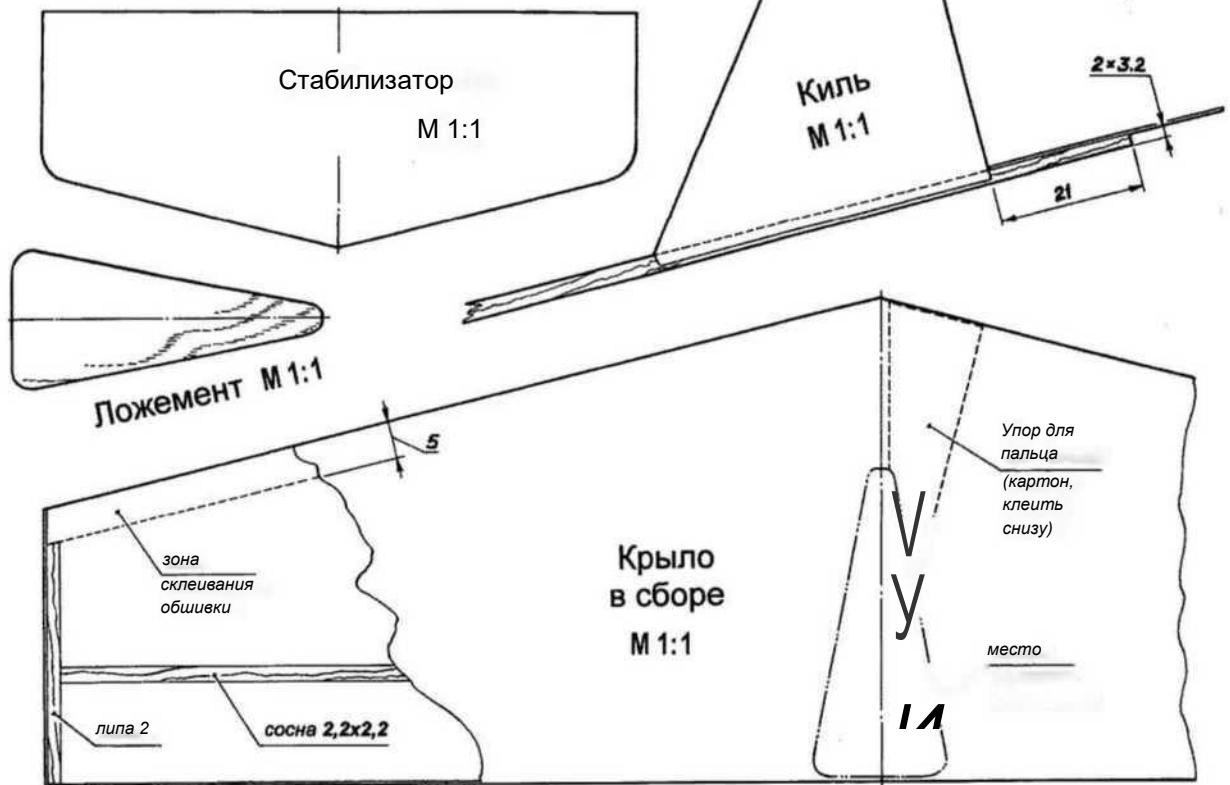 Стабилизатор
М 1:1
Киль
М 1:1
2×3.2
21
Ложемент М 1:1
5
зона
склеивания
обшивки
Крыло
в сборе
М 1:1
Упор для
пальца
(картон,
клеить
снизу)
V
y
место
липа 2
сосна 2,2x2,2